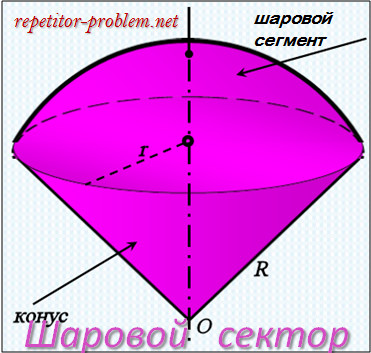 repetitor-problem.net
шаровой
сегмент
r
R
конус
O
Шаровой сектор